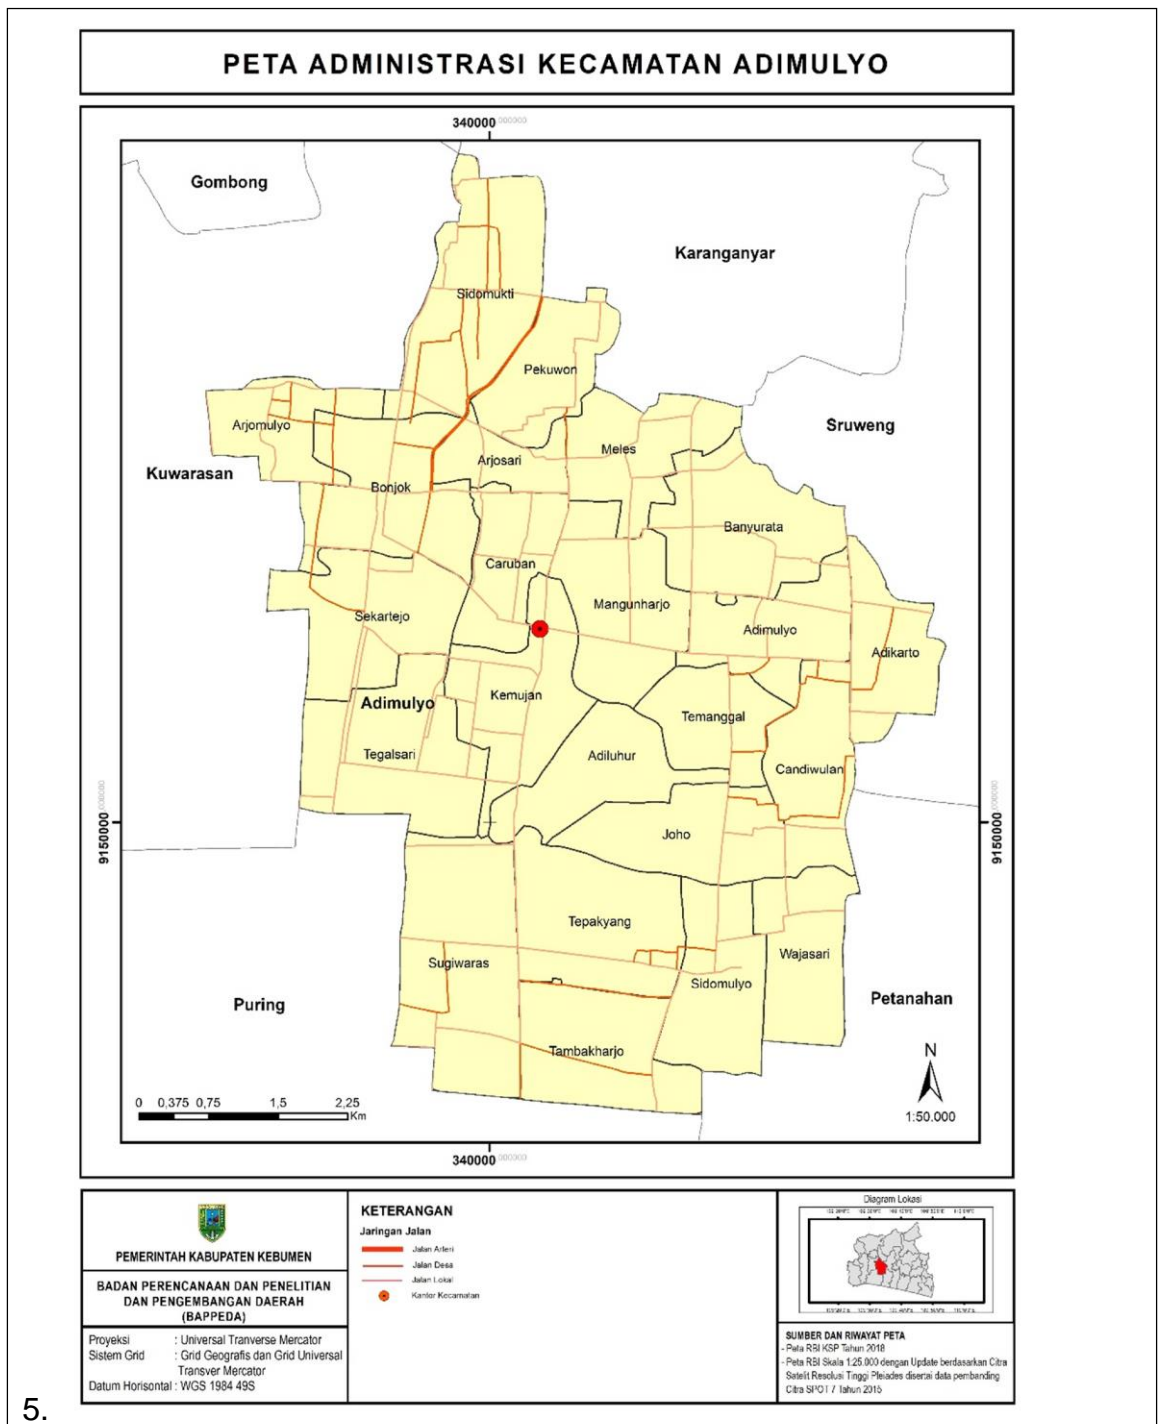 PETA ADMINISTRASI KECAMATAN ADIMULYO
340000
Gombong
Karanganyar
Sidomukti
Pekuwon
Arjomulyo
Sruweng
Meles
Arjosari
Kuwarasan
Bonjok
Banyurata
Caruban
Mangunharjo
Sekartejo
Adimulyo
Adikarto
Kemujan
Adimulyo
Temanggal
Tegalsari
Adiluhur
Candiwulan
9150000
9150000
Joho
Tepakyang
Wajasari
Sugiwaras
Sidomulyo
Puring
Petanahan
Tambakharjo
N
0 0,375 0,75 1,5 2,25
Km
1:50.000
340000
PEMERINTAH KABUPATEN KEBUMEN
BADAN PERENCANAAN DAN PENELITIAN
DAN PENGEMBANGAN DAERAH
(BAPPEDA)
Proyeksi : Universal Tranverse Mercator
Sistem Grid : Grid Geografis dan Grid Universal
Transver Mercator
Datum Horisontal : WGS 1984 49S
KETERANGAN
Jaringan Jalan
Jalan Arteri
Jalan Desa
Jalan Lokal
Kantor Kecamatan
Diagram Lokasi
SUMBER DAN RIWAYAT PETA
- Peta RBI KSP Tahun 2018
- Peta RBI Skala 1:25.000 dengan Update berdasarkan Citra
Satelit Resolusi Tinggi Pleiades disertai data pembanding
Citra SPOT 7 Tahun 2015
5.